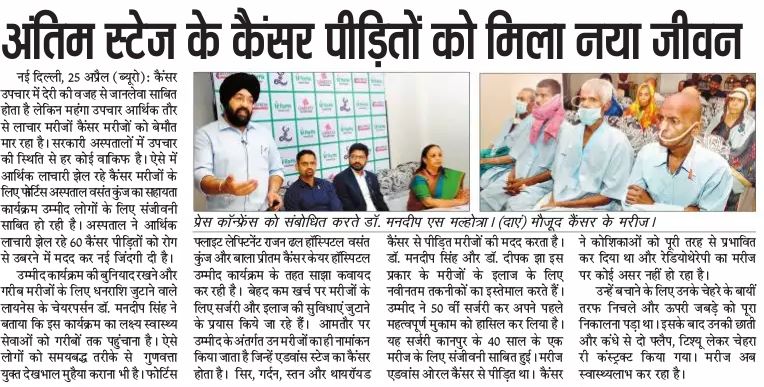 अंतिम स्टेज के कैंसर पीड़ितों को मिला नया जीवन
नई दिल्ली, 25 अप्रैल (ब्यूरो): कैंसर
उपचार में देरी की वजह से जानलेवा साबित
होता है लेकिन महंगा उपचार आर्थिक तौर
से लाचार मरीजों कैंसर मरीजों को बेमौत
मार रहा है। सरकारी अस्पतालों में उपचार
की स्थिति से हर कोई वाकिफ है। ऐसे में
आर्थिक लाचारी झेल रहे कैंसर मरीजों के
लिए फोर्टिस अस्पताल वसंत कुंज का सहायता
कार्यक्रम उम्मीद लोगों के लिए संजीवनी
साबित हो रही है। अस्पताल ने आर्थिक
लाचारी झेल रहे 60 कैंसर पीड़ितों को रोग
से उबरने में मदद कर नई जिंदगी दी है।
उम्मीद कार्यक्रम की बुनियाद रखने और
गरीब मरीजों के लिए धनराशि जुटाने वाले
लायनेस के चेयरपर्सन डॉ. मनदीप सिंह ने
बताया कि इस कार्यक्रम का लक्ष्य स्वास्थ्य
सेवाओं को गरीबों तक पहुंचाना है। ऐसे
लोगों को समयबद्ध तरीके से गुणवत्ता
युक्त देखभाल मुहैया कराना भी है। फोर्टिस
प्रेस कॉन्फ्रेंस को संबोधित करते डॉ. मनदीप एस मल्होत्रा। (दाएं) मौजूद कैंसर के मरीज।
फ्लाइट लेफ्टिनेंट राजन ढल हॉस्पिटल वसंत
कुंज और बाला प्रीतम कैंसर केयर हॉस्पिटल
उम्मीद कार्यक्रम के तहत साझा कवायद
कर रही है। बेहद कम खर्च पर मरीजों के
लिए सर्जरी और इलाज की सुविधाएं जुटाने
के प्रयास किये जा रहे हैं। आमतौर पर
उम्मीद के अंतर्गत उन मरीजों का ही नामांकन
किया जाता है जिन्हें एडवांस स्टेज का कैंसर
होता है। सिर, गर्दन, स्तन और थायरॉयड
कैंसर से पीड़ित मरीजों की मदद करता है।
डॉ. मनदीप सिंह और डॉ. दीपक झा इस
प्रकार के मरीजों के इलाज के लिए
नवीनतम तकनीकों का इस्तेमाल करते हैं।
उम्मीद ने 50 वीं सर्जरी कर अपने पहले
महत्वपूर्ण मुकाम को हासिल कर लिया है।
यह सर्जरी कानपुर के 40 साल के एक
मरीज के लिए संजीवनी साबित हुई। मरीज
एडवांस ओरल कैंसर से पीड़ित था। कैंसर
ने कोशिकाओं को पूरी तरह से प्रभावित
कर दिया था और रेडियोथेरेपी का मरीज
पर कोई असर नहीं हो रहा है।
उन्हें बचाने के लिए उनके चेहरे के बायीं
तरफ निचले और ऊपरी जबड़े को पूरा
निकालना पड़ा था। इसके बाद उनकी छाती
और कंधे से दो फ्लैप, टिश्यू लेकर चेहरा
री कंस्ट्रक्ट किया गया। मरीज अब
स्वास्थ्यलाभ कर रहा है।